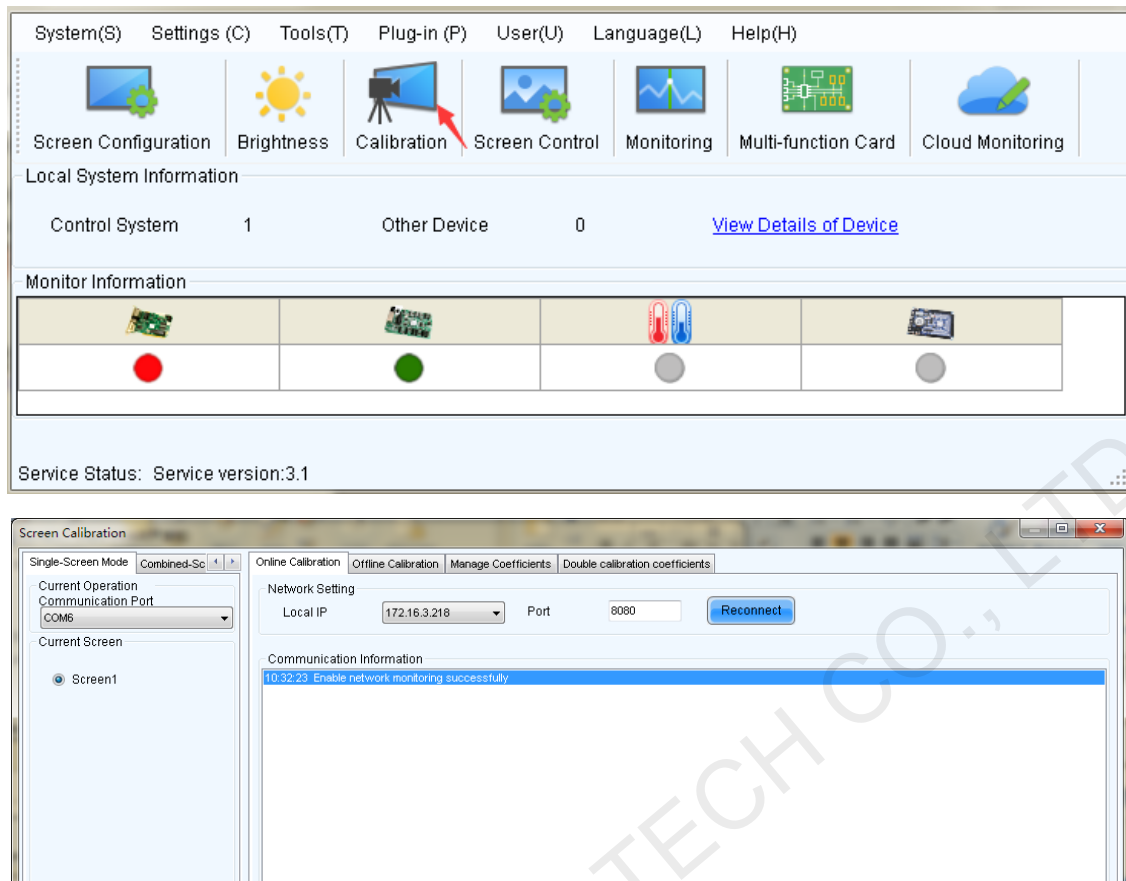 System(S) Settings (C) Tools(T) Plug-in (P) User(U) Language(L) Help(H)
Screen Configuration Brightness Calibration Screen Control Monitoring Multi-function Card Cloud Monitoring
Local System Information
Control System 1 Other Device 0 View Details of Device
Monitor Information
Service Status: Service version:3.1
Screen Calibration
Single-Screen Mode Combined-Sc Online Calibration Offline Calibration Manage Coefficients Double calibration coefficients
Current Operation
Communication Port
COM6
Current Screen
Screen1
Network Setting
Local IP 172.16.3.218 Port 8080 Reconnect
Communication Information
10:32:23 Enable network monitoring successfully
TECH CO., LTD